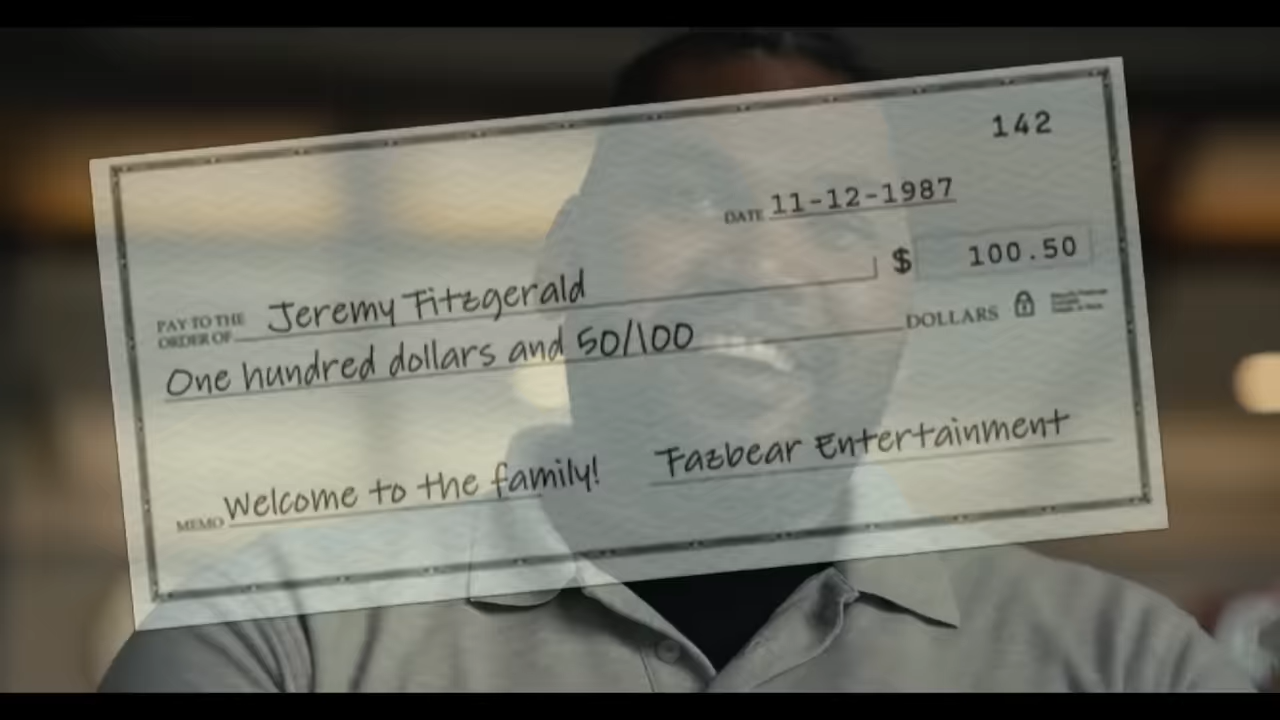 142
DATE 11-12-1987
PAY TO THE ORDER OF Jeremy Fitzgerald $ 100.50
One hundred dollars and 50/100 DOLLARS
MEMO Welcome to the family! Fazbear Entertainment